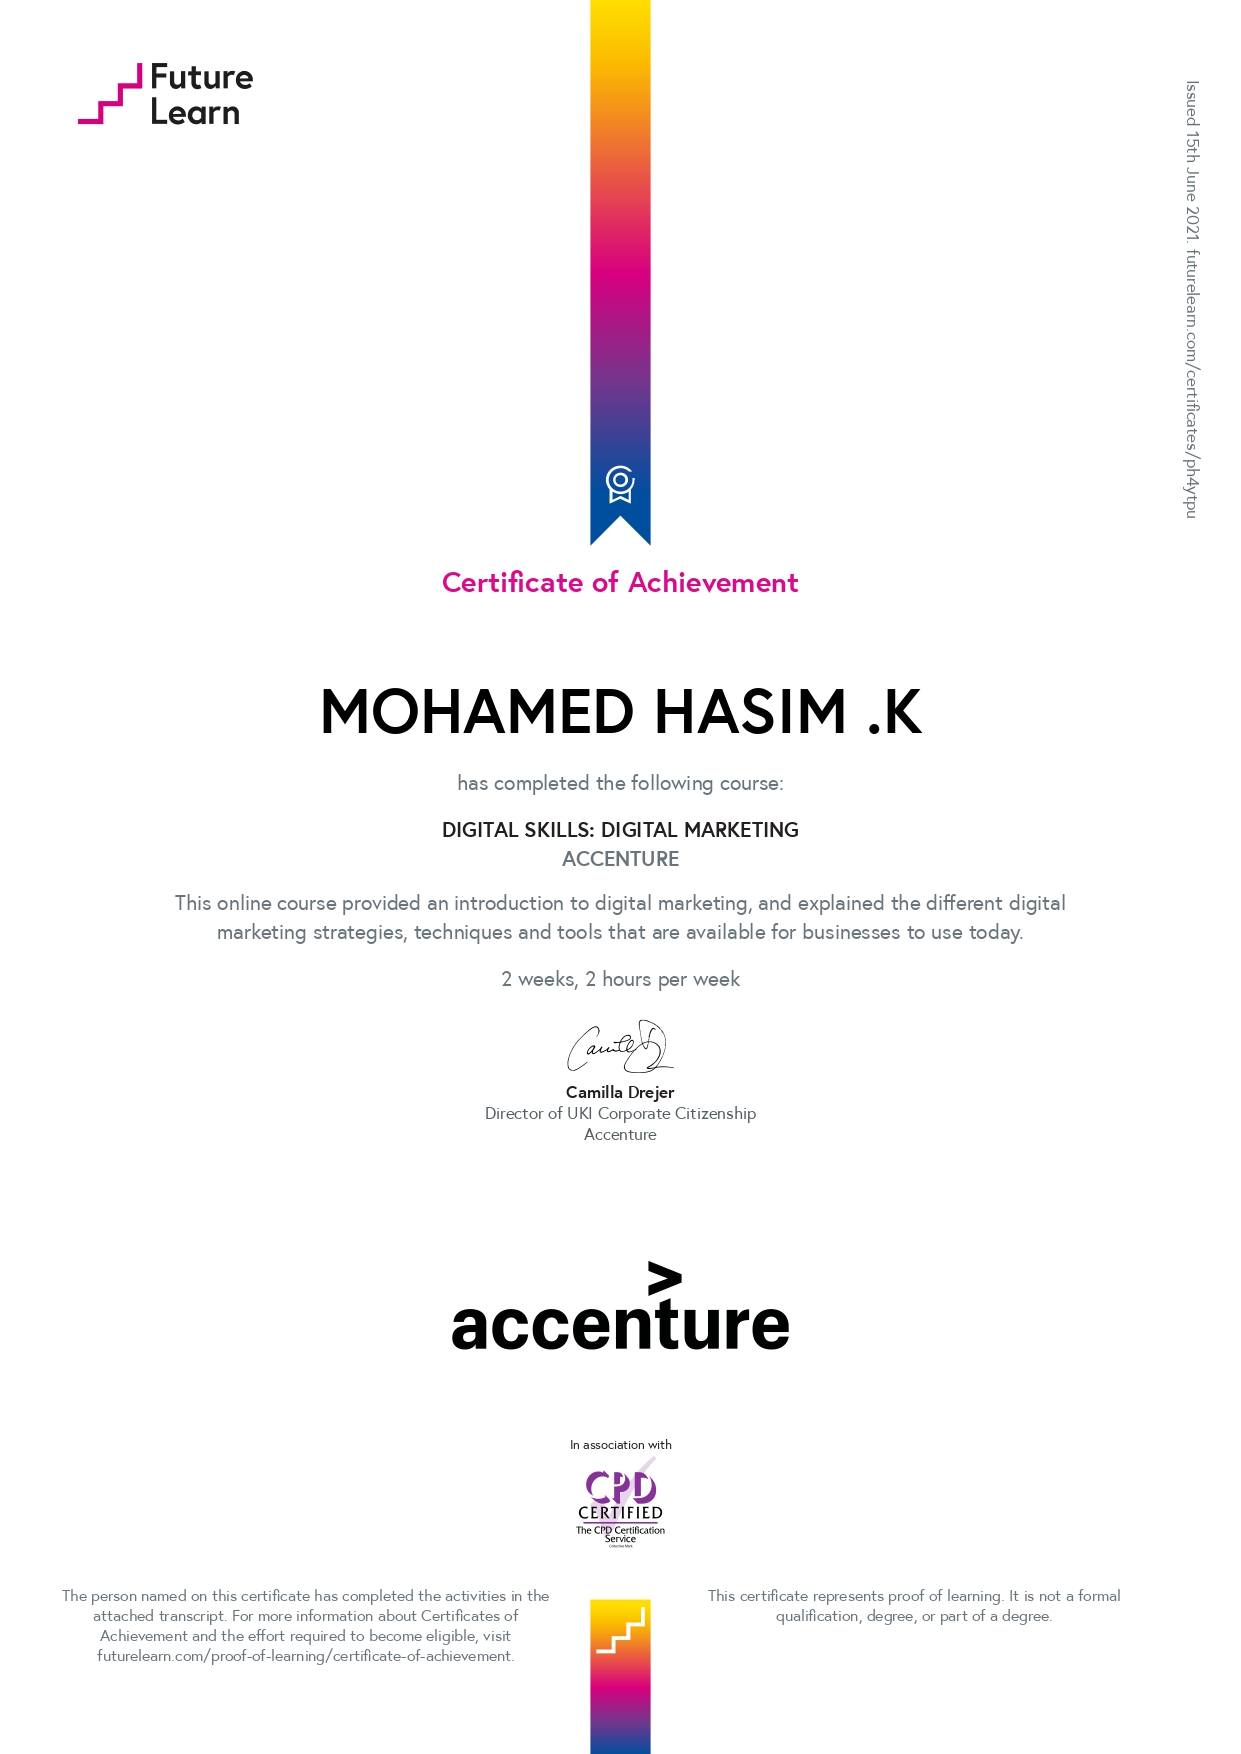 Future
Learn
Issued 15th June 2021. futurelearn.com/certificates/ph4ytpu
Certificate of Achievement
MOHAMED HASIM .K
has completed the following course:
DIGITAL SKILLS: DIGITAL MARKETING
ACCENTURE
This online course provided an introduction to digital marketing, and explained the different digital
marketing strategies, techniques and tools that are available for businesses to use today.
2 weeks, 2 hours per week
Camilla Drejer
Director of UKI Corporate Citizenship
Accenture
accenture
In association with
CPD
CERTIFIED
The CPD Certification
Service
Collective Mark
The person named on this certificate has completed the activities in the
attached transcript. For more information about Certificates of
Achievement and the effort required to become eligible, visit
futurelearn.com/proof-of-learning/certificate-of-achievement.
This certificate represents proof of learning. It is not a formal
qualification, degree, or part of a degree.